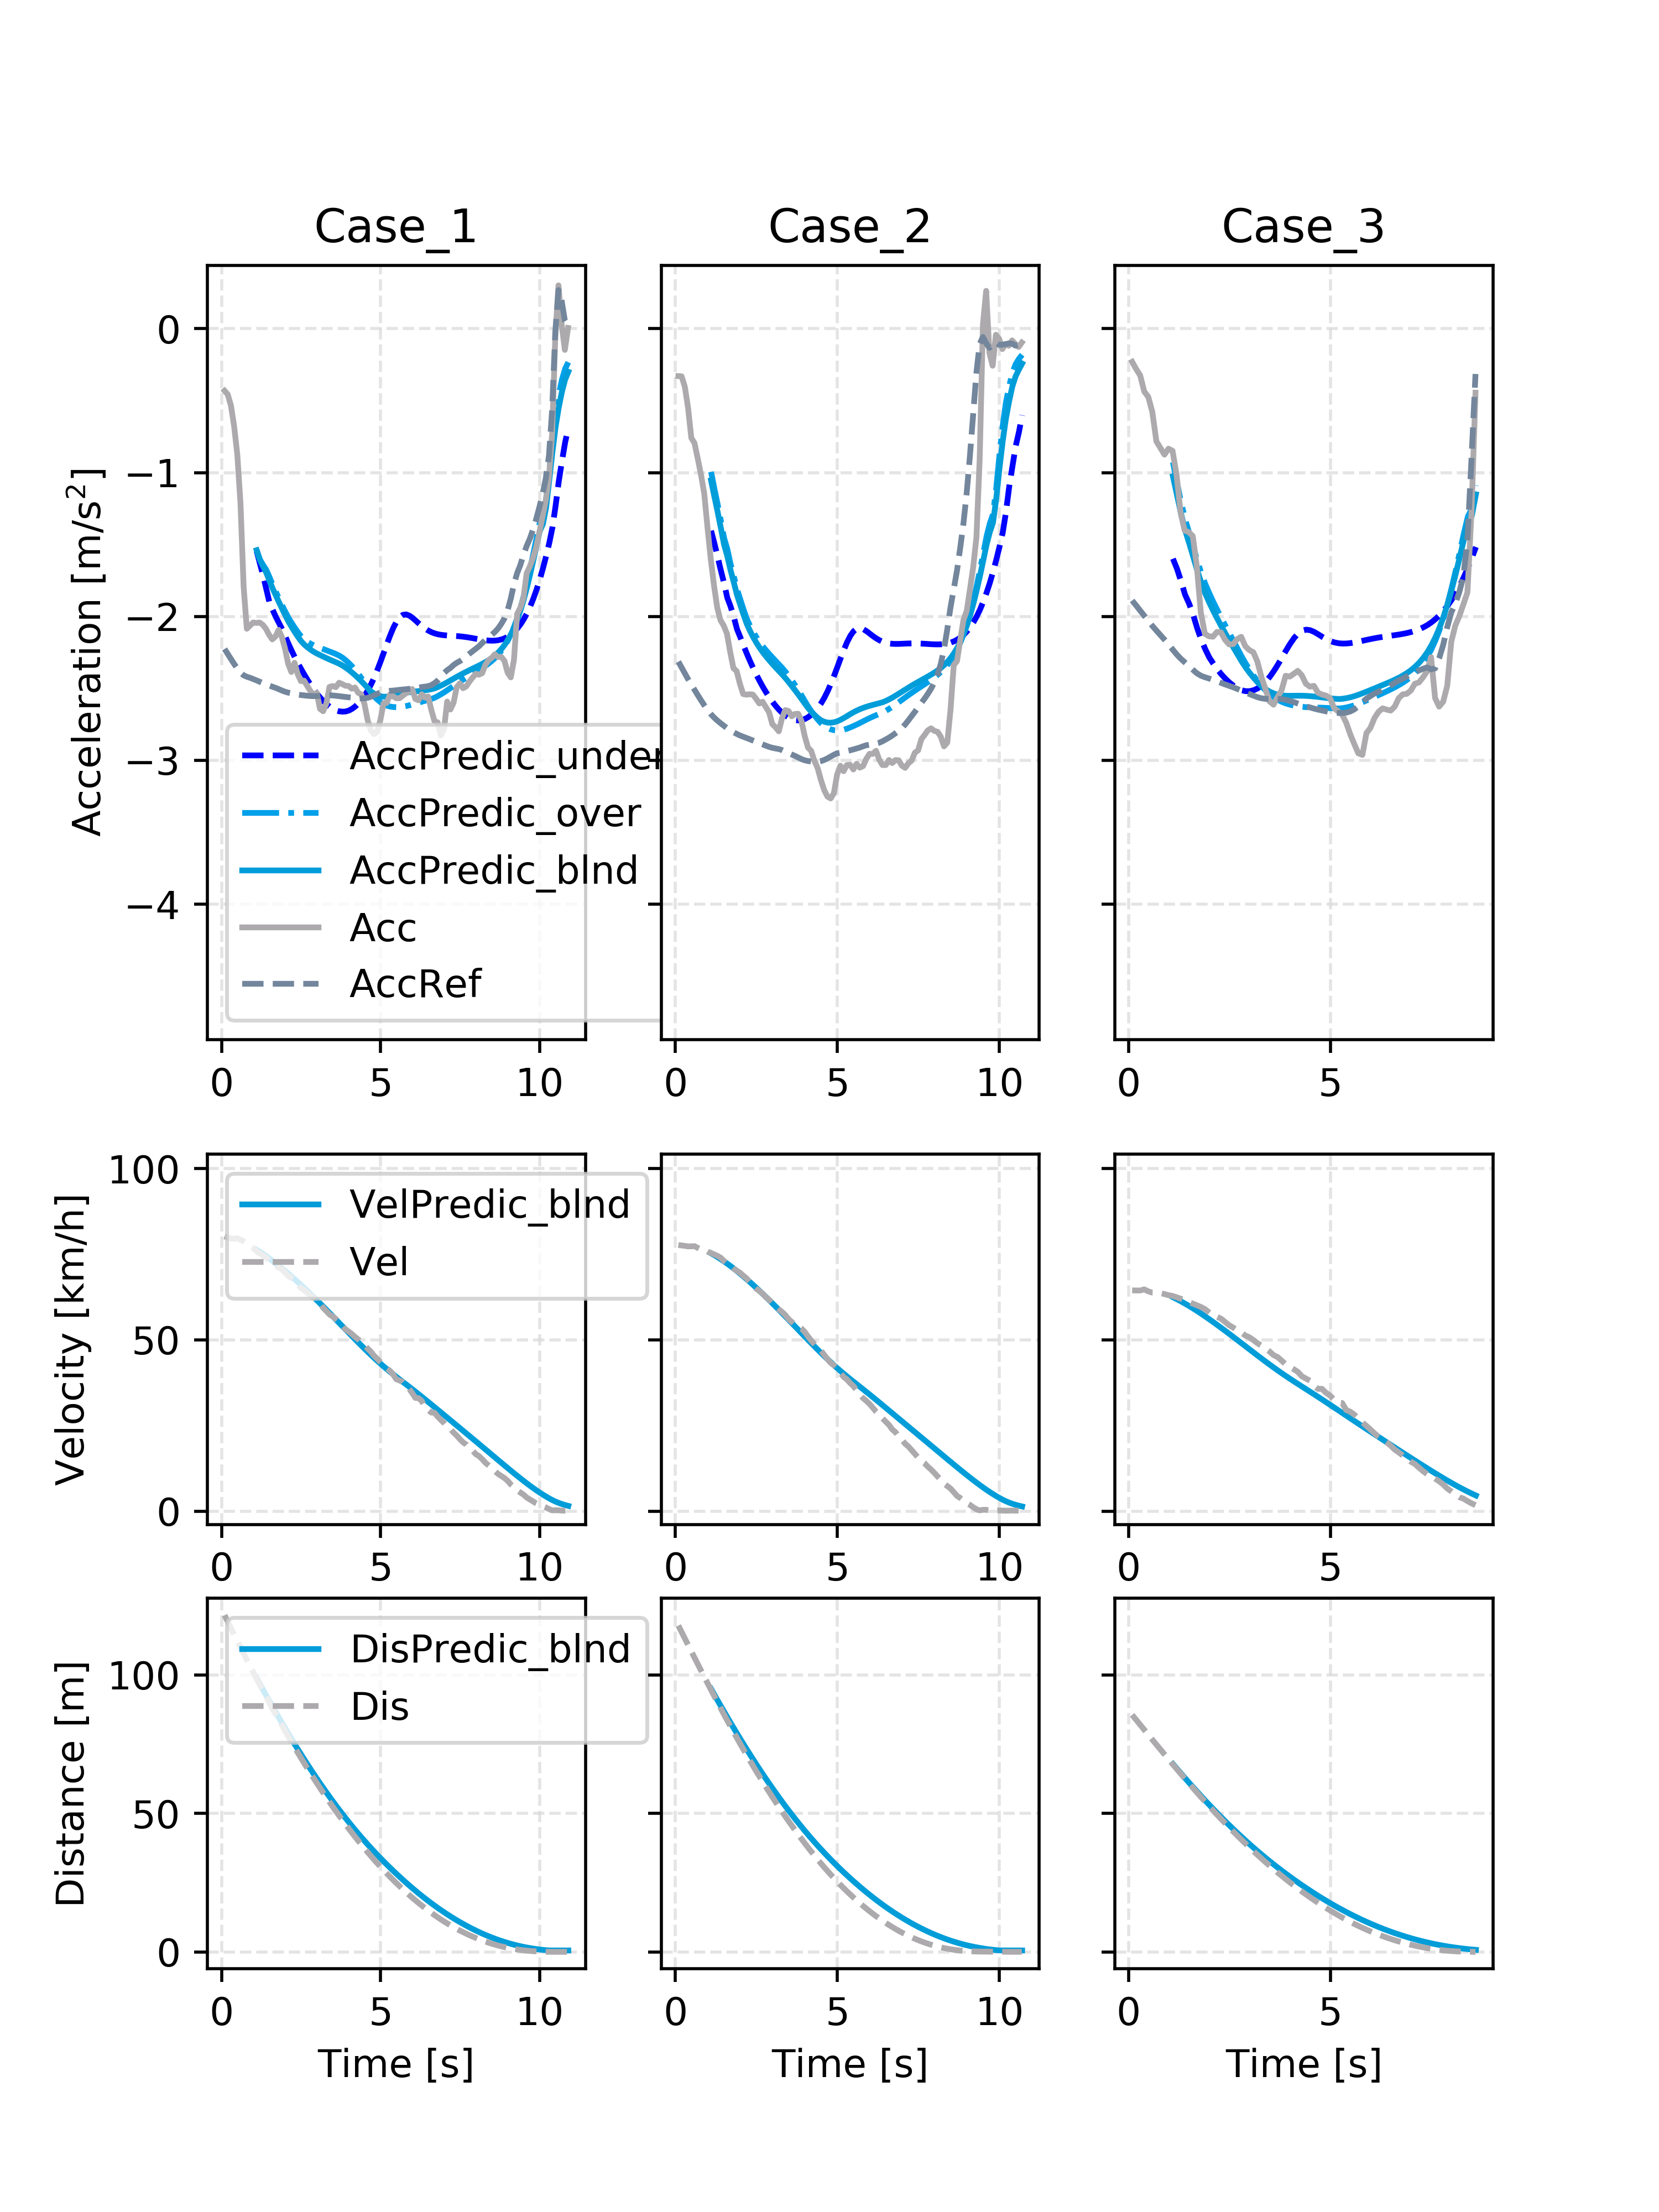 Case_1
Case_2
Case_3
Acceleration [m/s²]
0
−1
−2
−3
−4
AccPredic_under
AccPredic_over
AccPredic_blnd
Acc
AccRef
0 5 10
0 5 10
0 5
Velocity [km/h]
100
50
0
VelPredic_blnd
Vel
0 5 10
0 5 10
0 5
Distance [m]
100
50
0
DisPredic_blnd
Dis
0 5 10
0 5 10
0 5
Time [s]
Time [s]
Time [s]